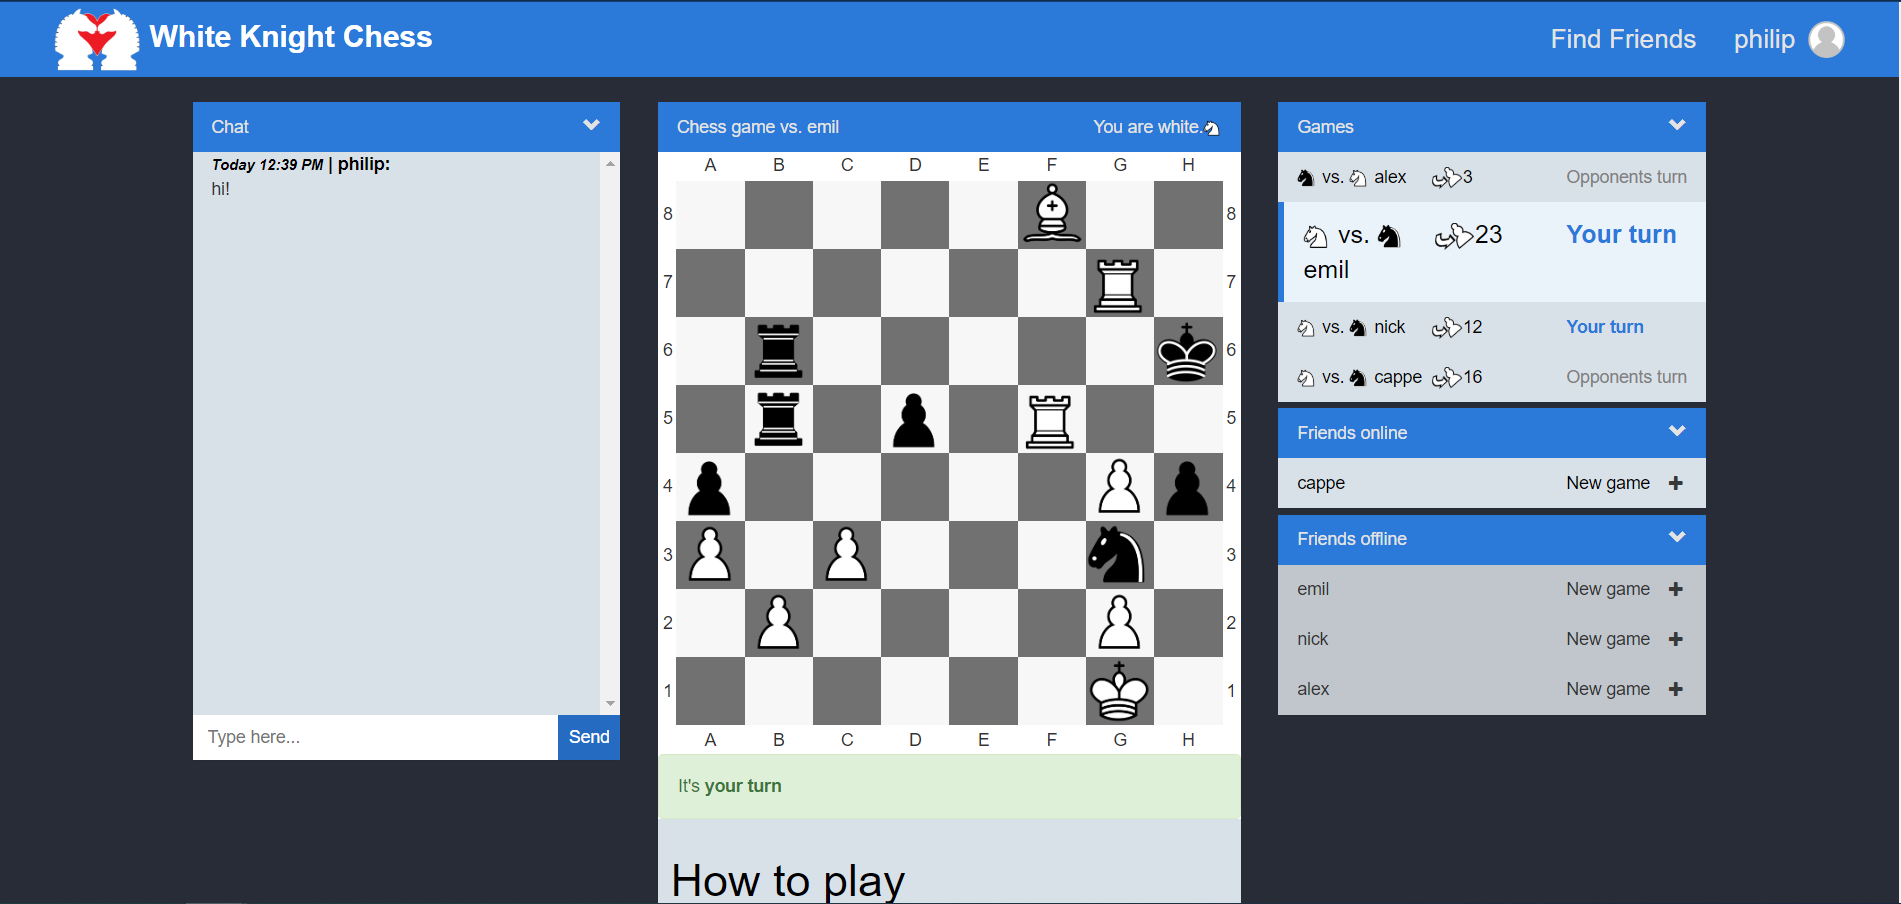 White Knight Chess
Find Friends philip
Chat
Today 12:39 PM | philip:
hi!
Type here...
Send
Chess game vs. emil You are white.
A B C D E F G H
8 8
7 7
6 6
5 5
4 4
3 3
2 2
1 1
A B C D E F G H
It's your turn
How to play
Games
vs. alex 3 Opponents turn
vs. 23 Your turn
emil
vs. nick 12 Your turn
vs. cappe 16 Opponents turn
Friends online
cappe New game
Friends offline
emil New game
nick New game
alex New game